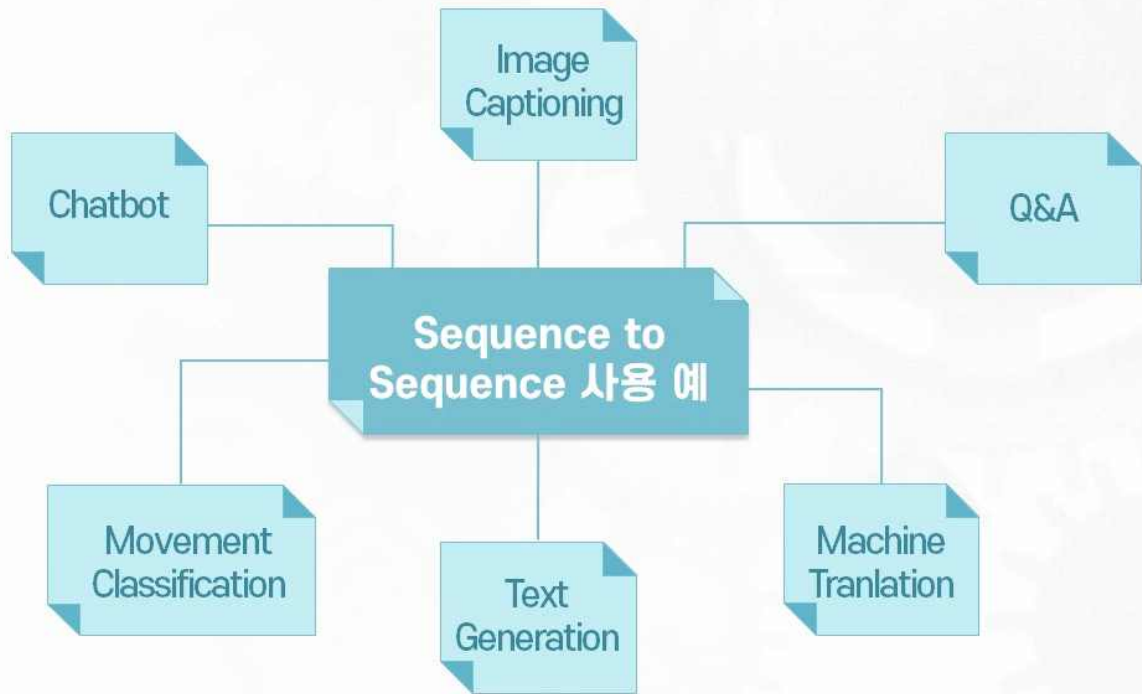 Image
Captioning
Chatbot
Q&A
Sequence to
Sequence 사용 예
Movement
Classification
Text
Generation
Machine
Tranlation